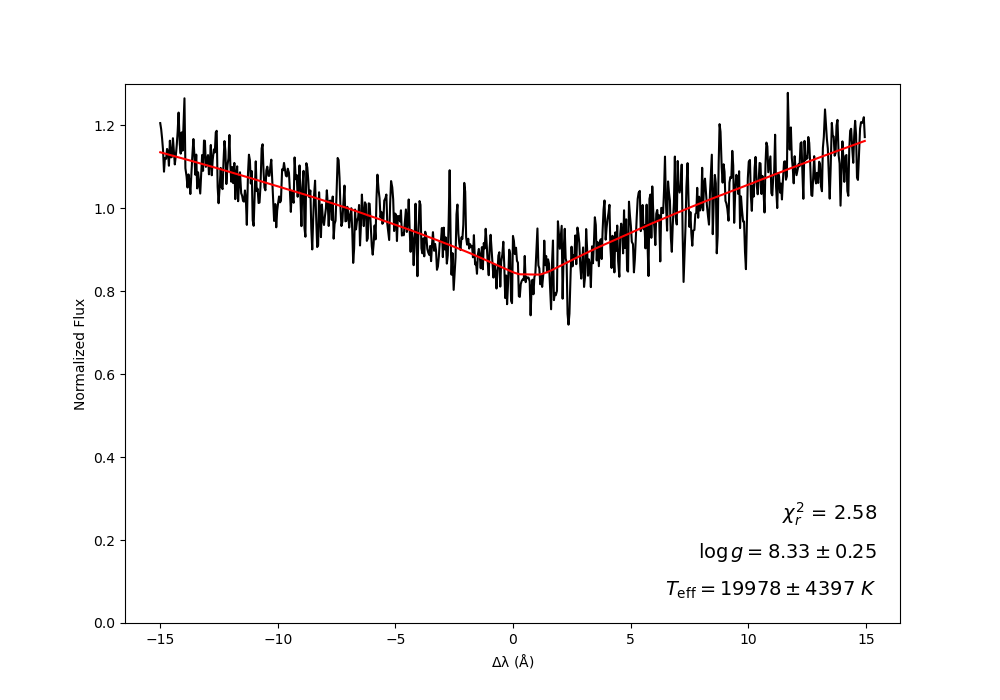 1.2
1.0
0.8
0.6
0.4
0.2
0.0
Normalized Flux
χ²ᵣ = 2.58
log g = 8.33 ± 0.25
T_eff = 19978 ± 4397 K
−15 −10 −5 0 5 10 15
Δλ (Å)